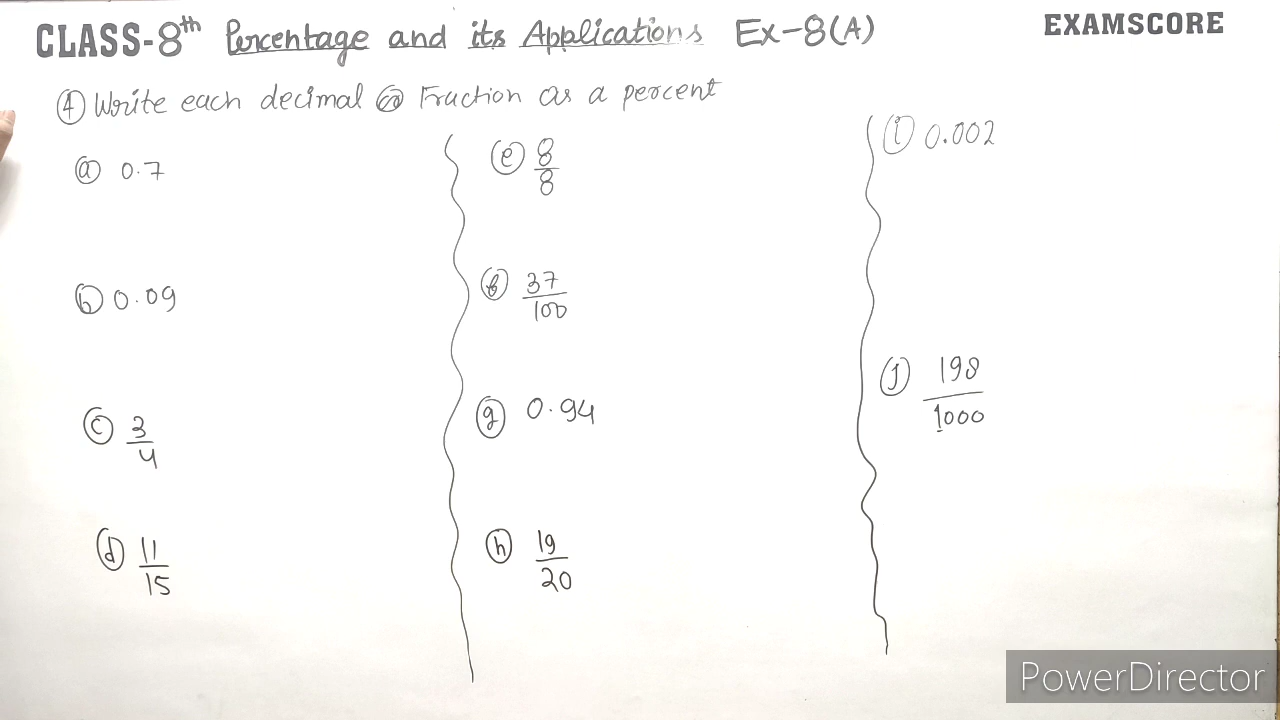 CLASS-8th Percentage and its Applications Ex-8(A)
EXAMSCORE
④ Write each decimal or Fraction as a percent
ⓐ 0.7
ⓑ 0.09
ⓒ 3/4
ⓓ 11/15
ⓔ 8/8
ⓕ 37/100
ⓖ 0.94
ⓗ 19/20
ⓘ 0.002
ⓙ 198/1000
PowerDirector